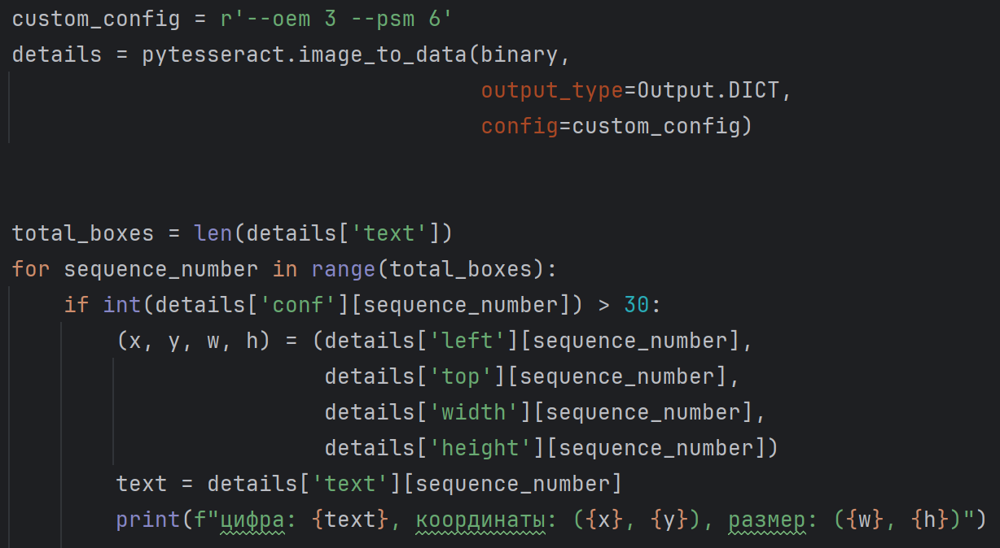 custom_config = r'--oem 3 --psm 6'
details = pytesseract.image_to_data(binary,
                                    output_type=Output.DICT,
                                    config=custom_config)


total_boxes = len(details['text'])
for sequence_number in range(total_boxes):
    if int(details['conf'][sequence_number]) > 30:
        (x, y, w, h) = (details['left'][sequence_number],
                        details['top'][sequence_number],
                        details['width'][sequence_number],
                        details['height'][sequence_number])
        text = details['text'][sequence_number]
        print(f"цифра: {text}, координаты: ({x}, {y}), размер: ({w}, {h})")